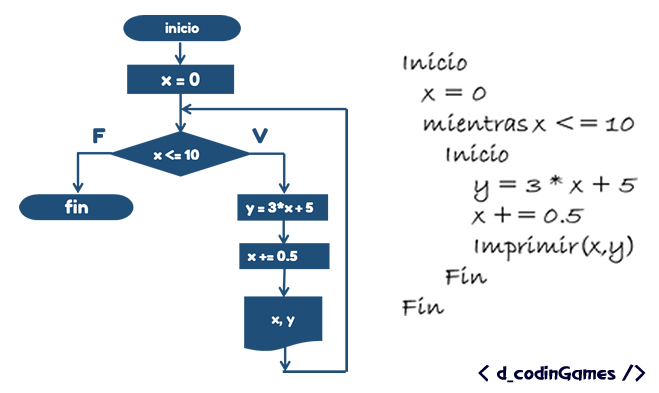 inicio
x = 0
F
V
x <= 10
fin
y = 3*x + 5
x += 0.5
x, y
Inicio
x = 0
mientras x <= 10
Inicio
y = 3 * x + 5
x += 0.5
Imprimir(x,y)
Fin
Fin
< d_codinGames />